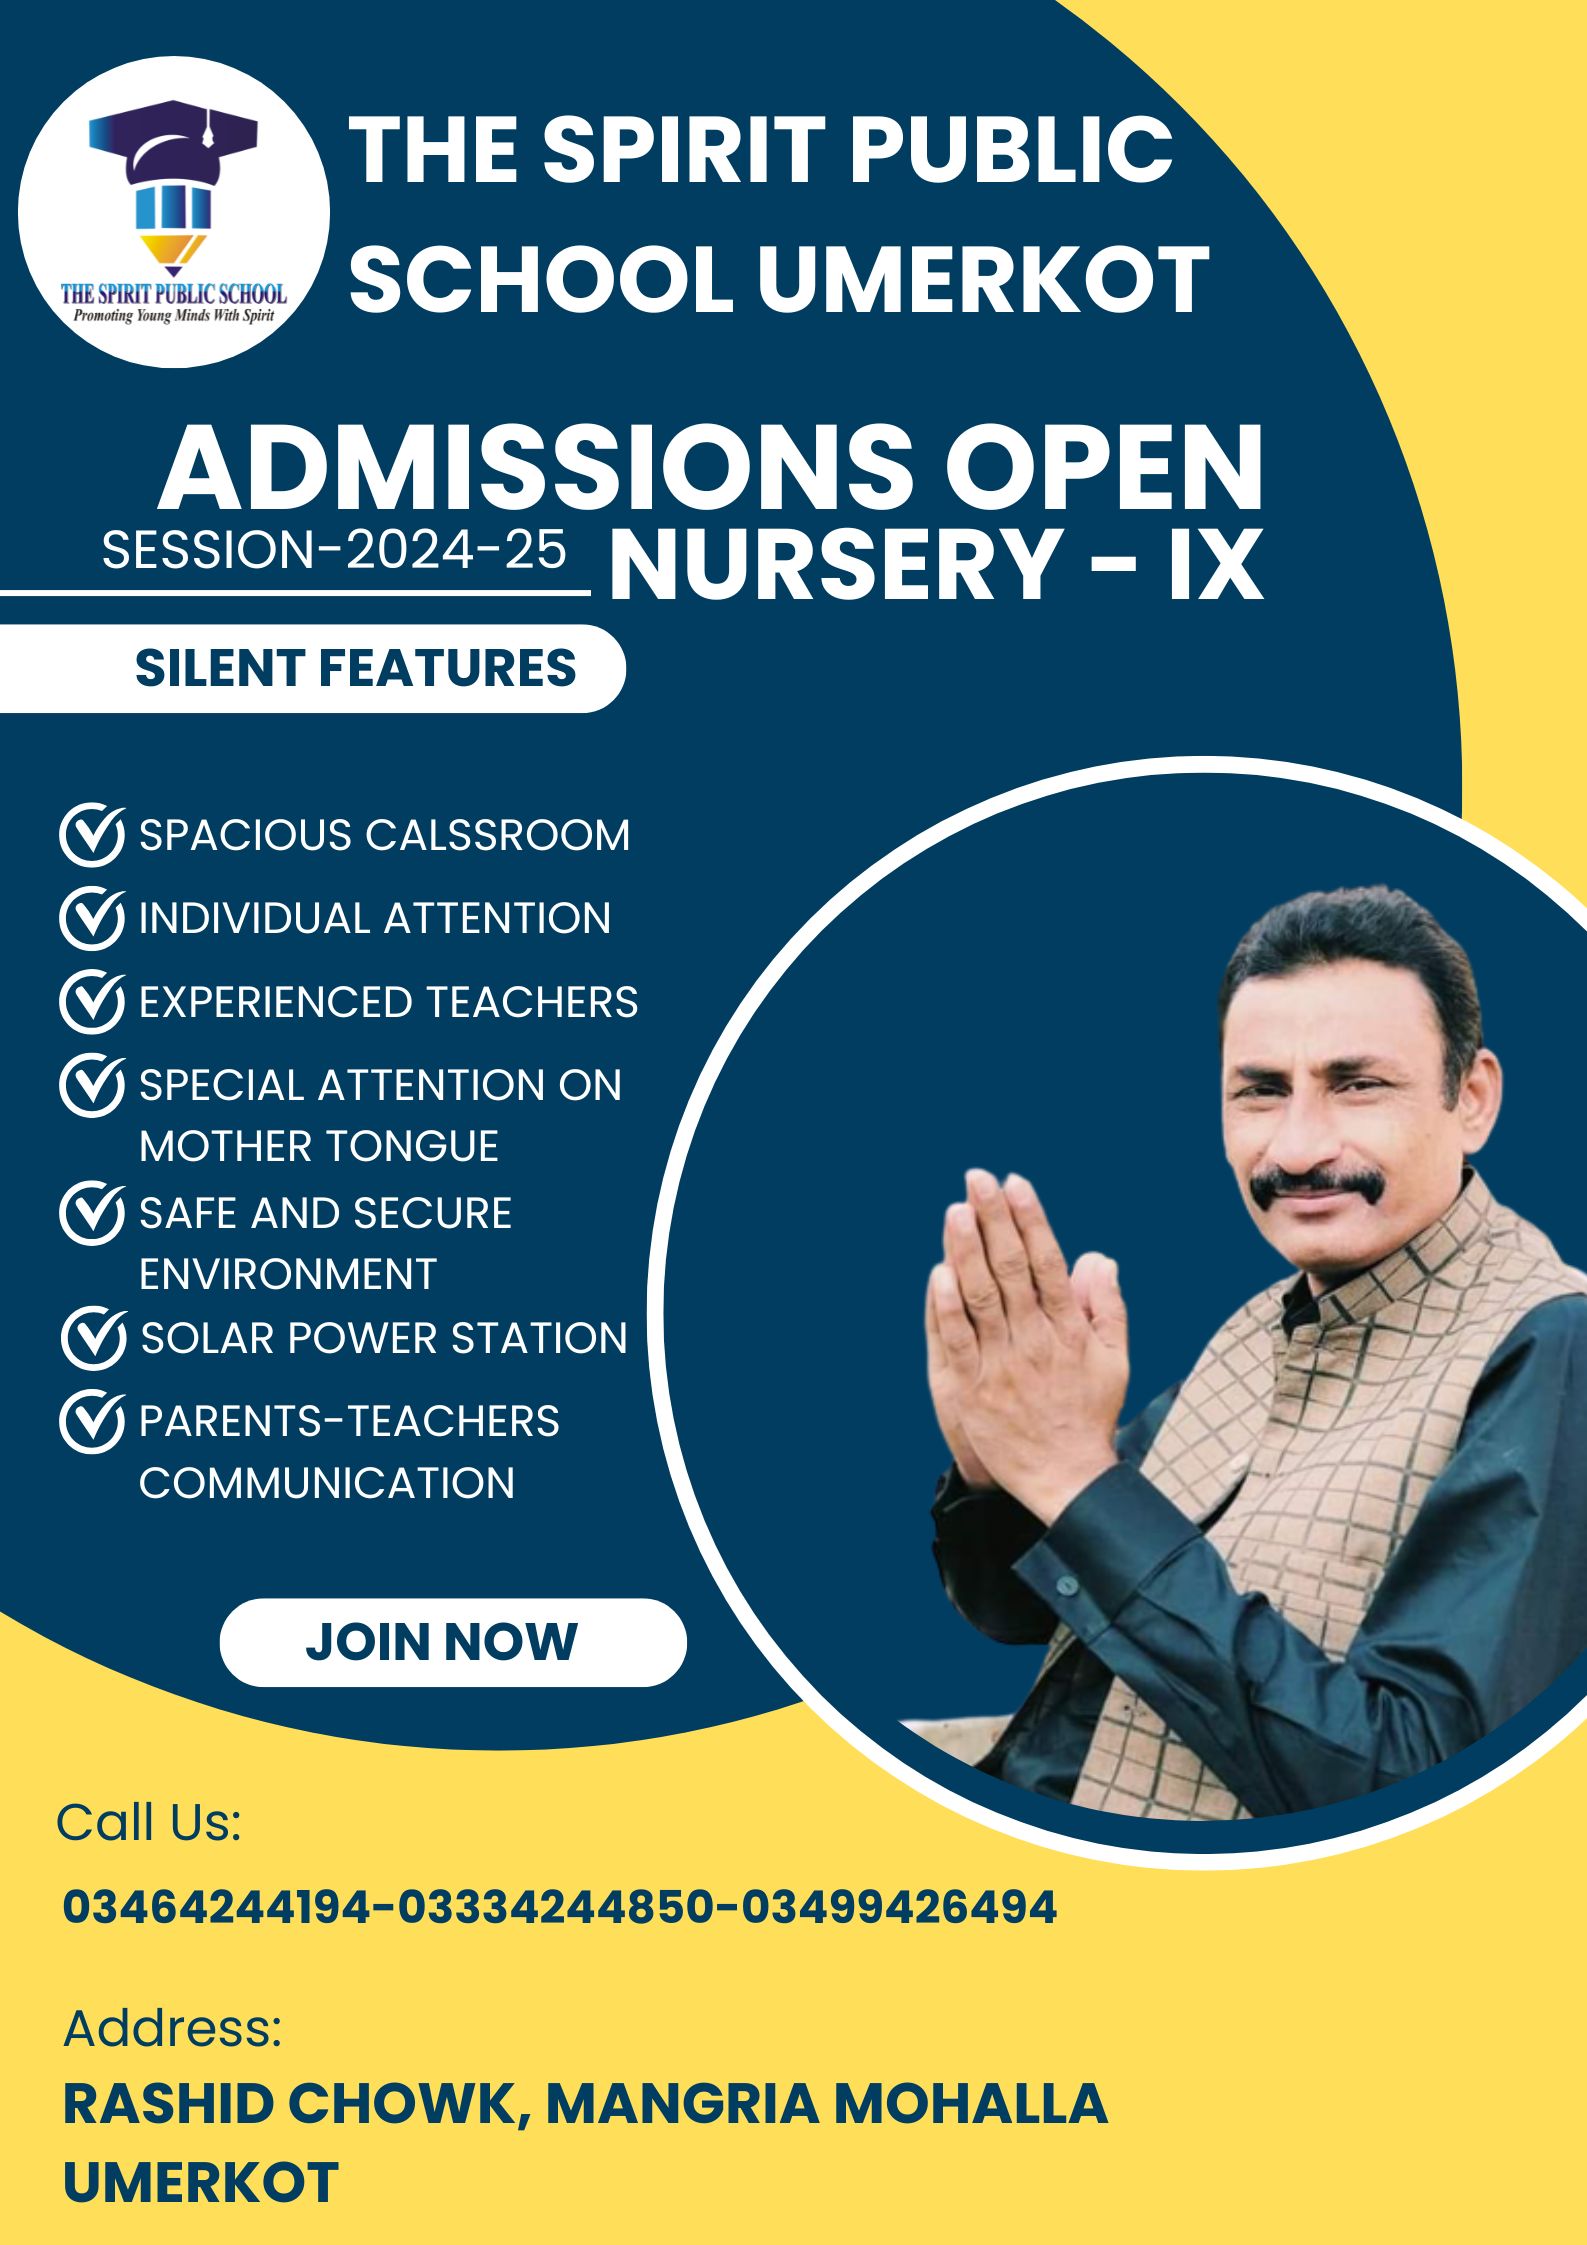 THE SPIRIT PUBLIC SCHOOL
Promoting Young Minds With Spirit
THE SPIRIT PUBLIC
SCHOOL UMERKOT
ADMISSIONS OPEN
SESSION-2024-25
NURSERY - IX
SILENT FEATURES
SPACIOUS CALSSROOM
INDIVIDUAL ATTENTION
EXPERIENCED TEACHERS
SPECIAL ATTENTION ON
MOTHER TONGUE
SAFE AND SECURE
ENVIRONMENT
SOLAR POWER STATION
PARENTS-TEACHERS
COMMUNICATION
JOIN NOW
Call Us:
03464244194-03334244850-03499426494
Address:
RASHID CHOWK, MANGRIA MOHALLA
UMERKOT